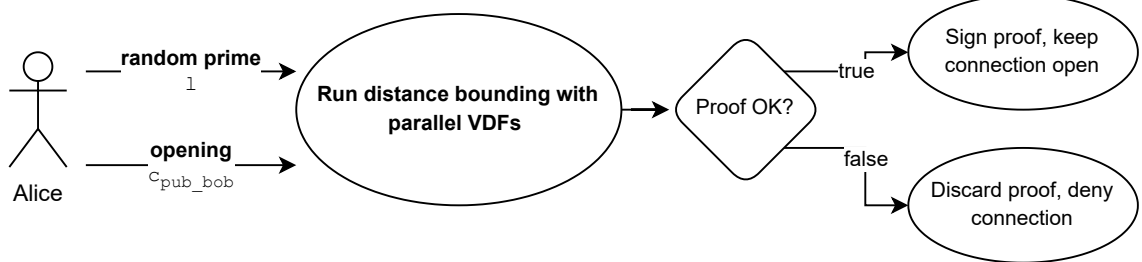 random prime
l
opening
c_pub_bob
Alice
Run distance bounding with
parallel VDFs
Proof OK?
true
false
Sign proof, keep
connection open
Discard proof, deny
connection